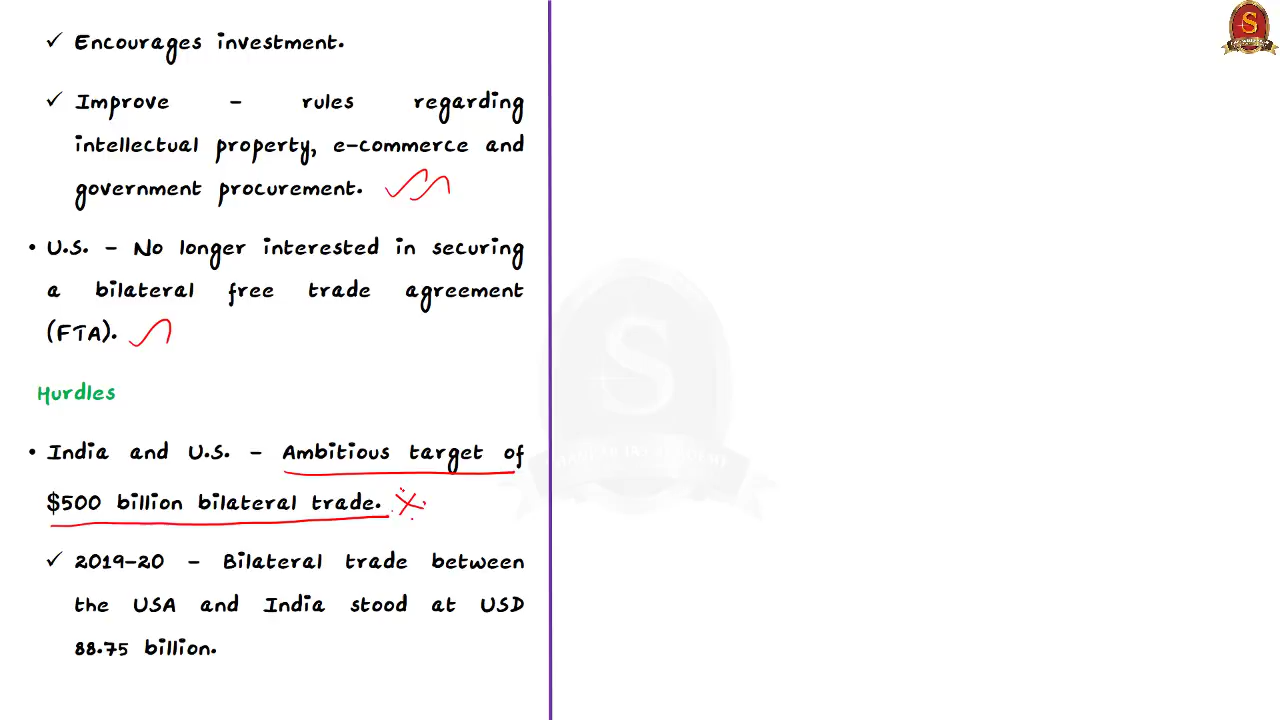 ✓ Encourages investment.
✓ Improve - rules regarding
intellectual property, e-commerce and
government procurement.
• U.S. - No longer interested in securing
a bilateral free trade agreement
(FTA).
Hurdles
• India and U.S. - Ambitious target of
$500 billion bilateral trade.
✓ 2019-20 - Bilateral trade between
the USA and India stood at USD
88.75 billion.
S
S